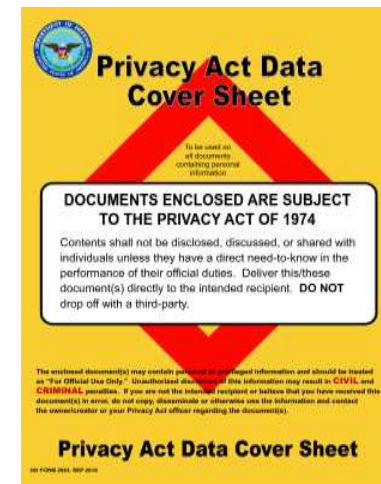 Privacy Act Data
Cover Sheet
To be used on
all documents
containing personal
information
DOCUMENTS ENCLOSED ARE SUBJECT
TO THE PRIVACY ACT OF 1974
Contents shall not be disclosed, discussed, or shared with
individuals unless they have a direct need-to-know in the
performance of their official duties. Deliver this/these
document(s) directly to the intended recipient. DO NOT
drop off with a third-party.
The enclosed document(s) may contain personal or privileged information and should be treated
as "For Official Use Only." Unauthorized disclosure of this information may result in CIVIL and
CRIMINAL penalties. If you are not the intended recipient or believe that you have received this
document(s) in error, do not copy, disseminate or otherwise use the information and contact
the owner/creator or your Privacy Act officer regarding the document(s).
Privacy Act Data Cover Sheet
DD FORM 2923, SEP 2010